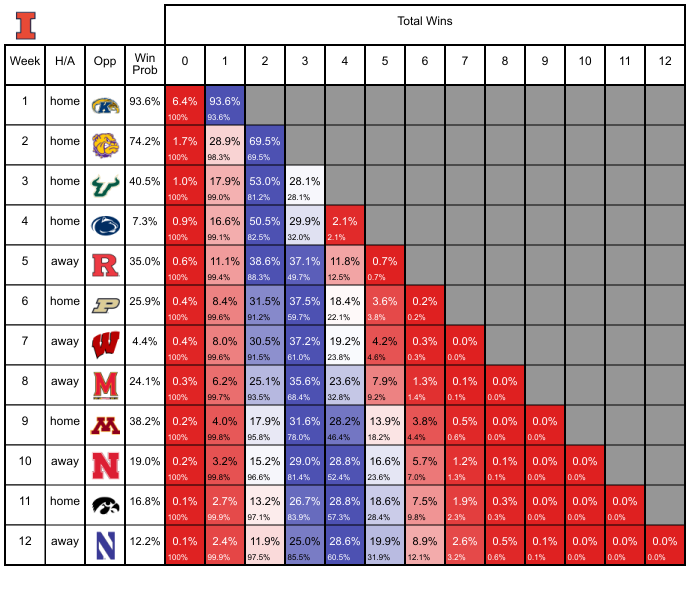 I
Total Wins
Week H/A Opp Win Prob 0 1 2 3 4 5 6 7 8 9 10 11 12
1 home K 93.6% 6.4% 93.6%
100% 93.6%
2 home 74.2% 1.7% 28.9% 69.5%
100% 98.3% 69.5%
3 home 40.5% 1.0% 17.9% 53.0% 28.1%
100% 99.0% 81.2% 28.1%
4 home 7.3% 0.9% 16.6% 50.5% 29.9% 2.1%
100% 99.1% 82.5% 32.0% 2.1%
5 away R 35.0% 0.6% 11.1% 38.6% 37.1% 11.8% 0.7%
100% 99.4% 88.3% 49.7% 12.5% 0.7%
6 home P 25.9% 0.4% 8.4% 31.5% 37.5% 18.4% 3.6% 0.2%
100% 99.6% 91.2% 59.7% 22.1% 3.8% 0.2%
7 away W 4.4% 0.4% 8.0% 30.5% 37.2% 19.2% 4.2% 0.3% 0.0%
100% 99.6% 91.5% 61.0% 23.8% 4.6% 0.3% 0.0%
8 away M 24.1% 0.3% 6.2% 25.1% 35.6% 23.6% 7.9% 1.3% 0.1% 0.0%
100% 99.7% 93.5% 68.4% 32.8% 9.2% 1.4% 0.1% 0.0%
9 home M 38.2% 0.2% 4.0% 17.9% 31.6% 28.2% 13.9% 3.8% 0.5% 0.0% 0.0%
100% 99.8% 95.8% 78.0% 46.4% 18.2% 4.4% 0.6% 0.0% 0.0%
10 away N 19.0% 0.2% 3.2% 15.2% 29.0% 28.8% 16.6% 5.7% 1.2% 0.1% 0.0% 0.0%
100% 99.8% 96.6% 81.4% 52.4% 23.6% 7.0% 1.3% 0.1% 0.0% 0.0%
11 home 16.8% 0.1% 2.7% 13.2% 26.7% 28.8% 18.6% 7.5% 1.9% 0.3% 0.0% 0.0% 0.0%
100% 99.9% 97.1% 83.9% 57.3% 28.4% 9.8% 2.3% 0.3% 0.0% 0.0% 0.0%
12 away N 12.2% 0.1% 2.4% 11.9% 25.0% 28.6% 19.9% 8.9% 2.6% 0.5% 0.1% 0.0% 0.0% 0.0%
100% 99.9% 97.5% 85.5% 60.5% 31.9% 12.1% 3.2% 0.6% 0.1% 0.0% 0.0% 0.0%